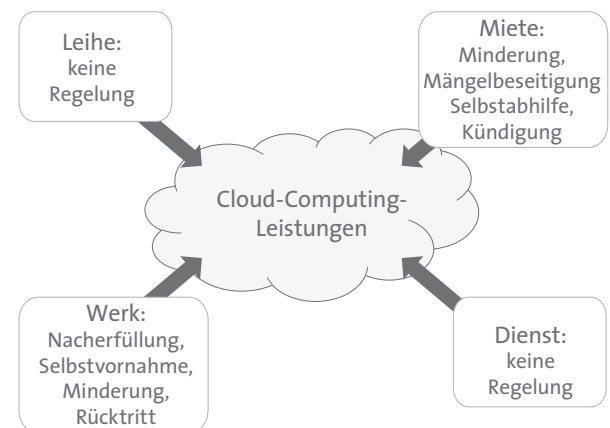 Leihe:
keine
Regelung
Miete:
Minderung,
Mängelbeseitigung
Selbstabhilfe,
Kündigung
Cloud-Computing-
Leistungen
Werk:
Nacherfüllung,
Selbstvornahme,
Minderung,
Rücktritt
Dienst:
keine
Regelung